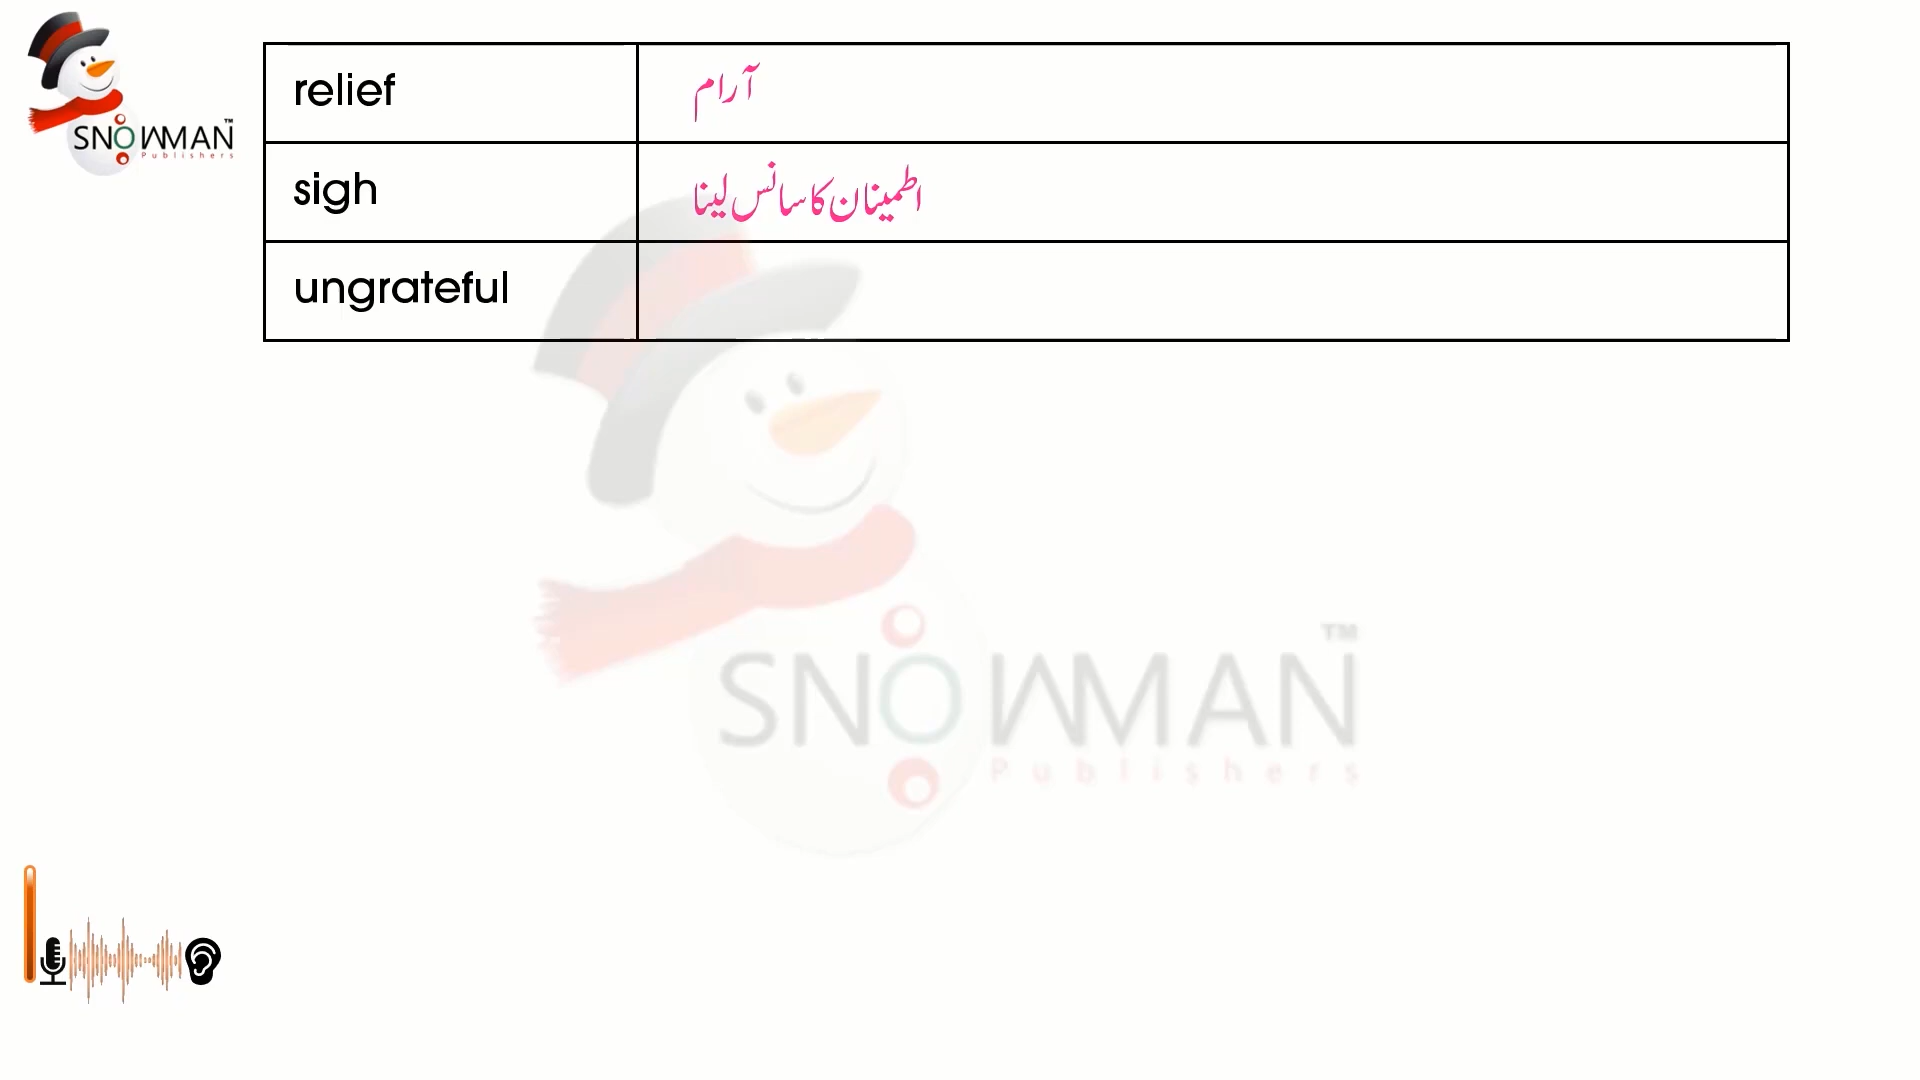 SNOWMAN
TM
Publishers
relief
آرام
sigh
اطمینان کا سانس لینا
ungrateful
TM
SNOWMAN
Publishers